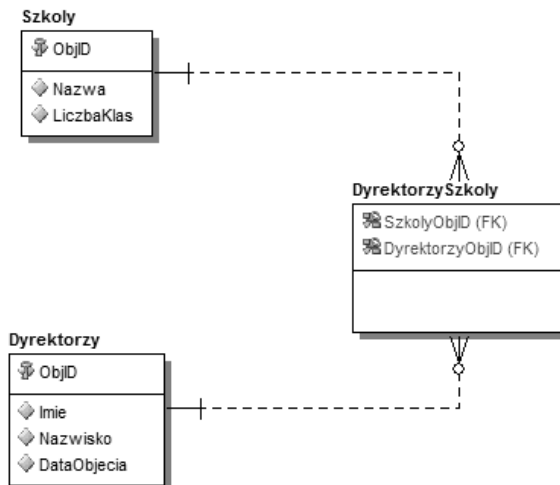 Szkoly
ObjID
Nazwa
LiczbaKlas
DyrektorzySzkoly
SzkolyObjID (FK)
DyrektorzyObjID (FK)
Dyrektorzy
ObjID
Imie
Nazwisko
DataObjecia